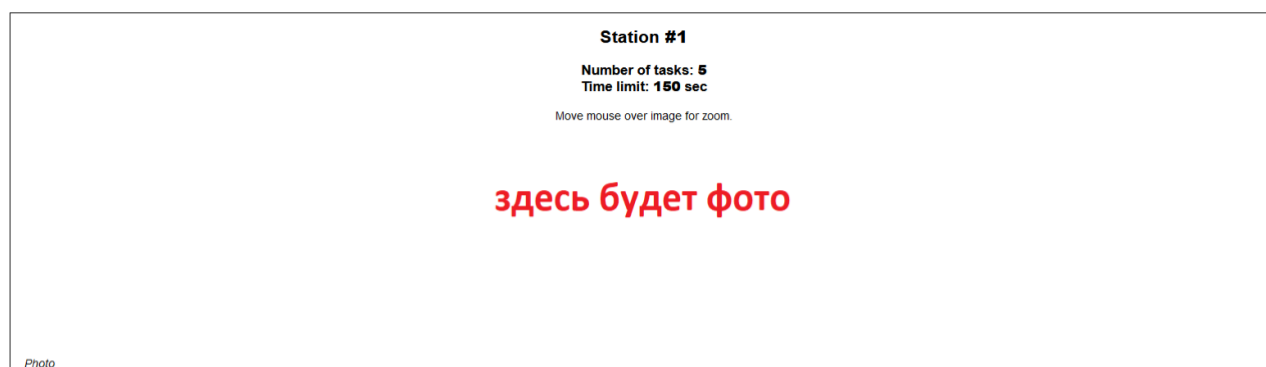 Station #1
Number of tasks: 5
Time limit: 150 sec
Move mouse over image for zoom.
здесь будет фото
Photo